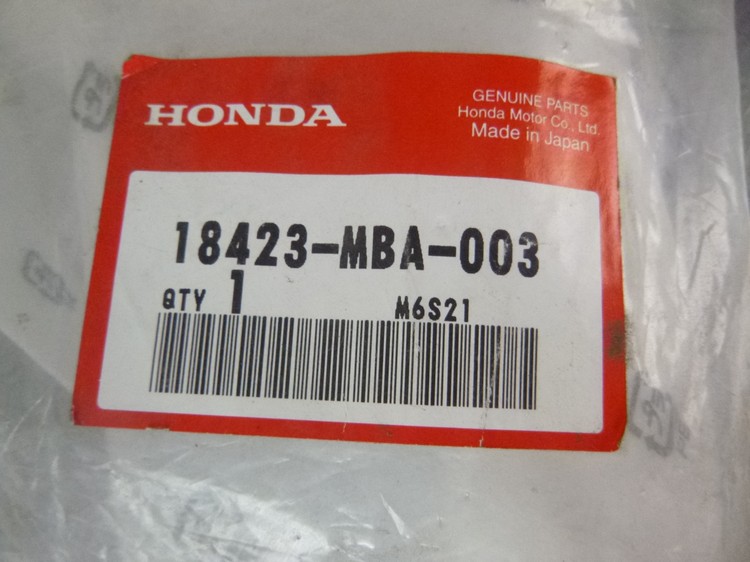 HONDA
GENUINE PARTS
Honda Motor Co., Ltd.
Made in Japan
18423-MBA-003
QTY 1
M6S21